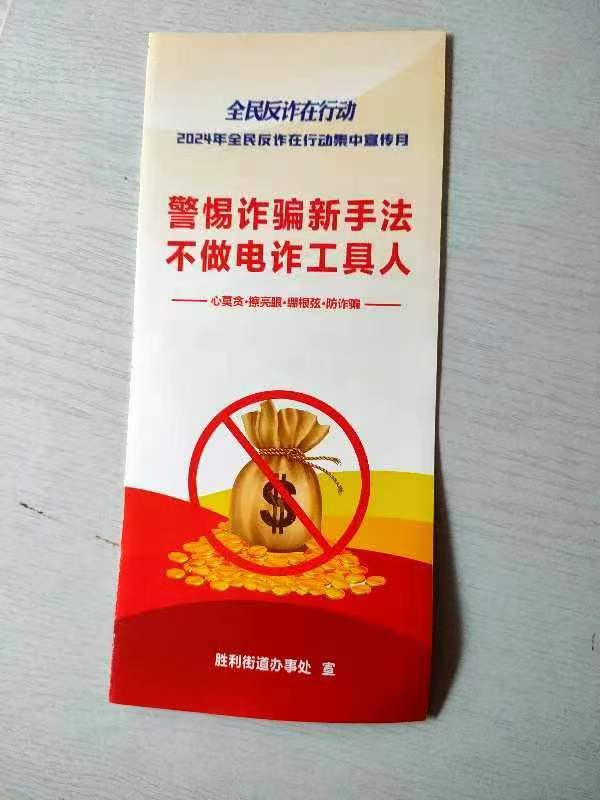 全民反诈在行动
2024年全民反诈在行动集中宣传月
警惕诈骗新手法
不做电诈工具人
心莫贪·擦亮眼·绷根弦·防诈骗
$
胜利街道办事处 宣